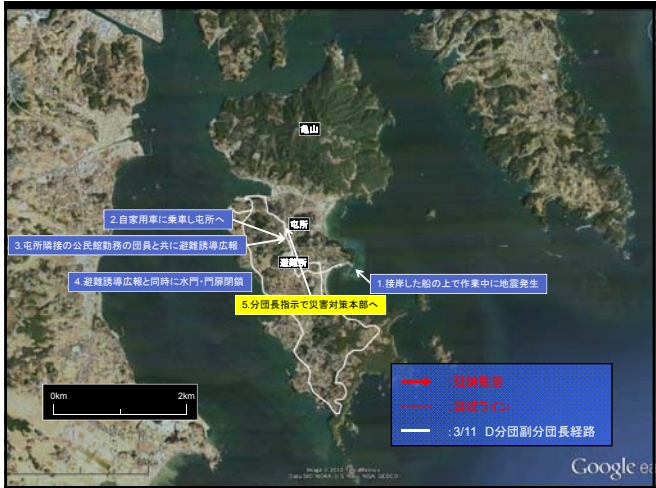 亀山
2.自家用車に乗車し屯所へ
屯所
3.屯所隣接の公民館勤務の団員と共に避難誘導広報
避難所
4.避難誘導広報と同時に水門・門扉閉鎖
1.接岸した船の上で作業中に地震発生
5.分団長指示で災害対策本部へ
0km
2km
:3/11 D分団副分団長経路
Google ea